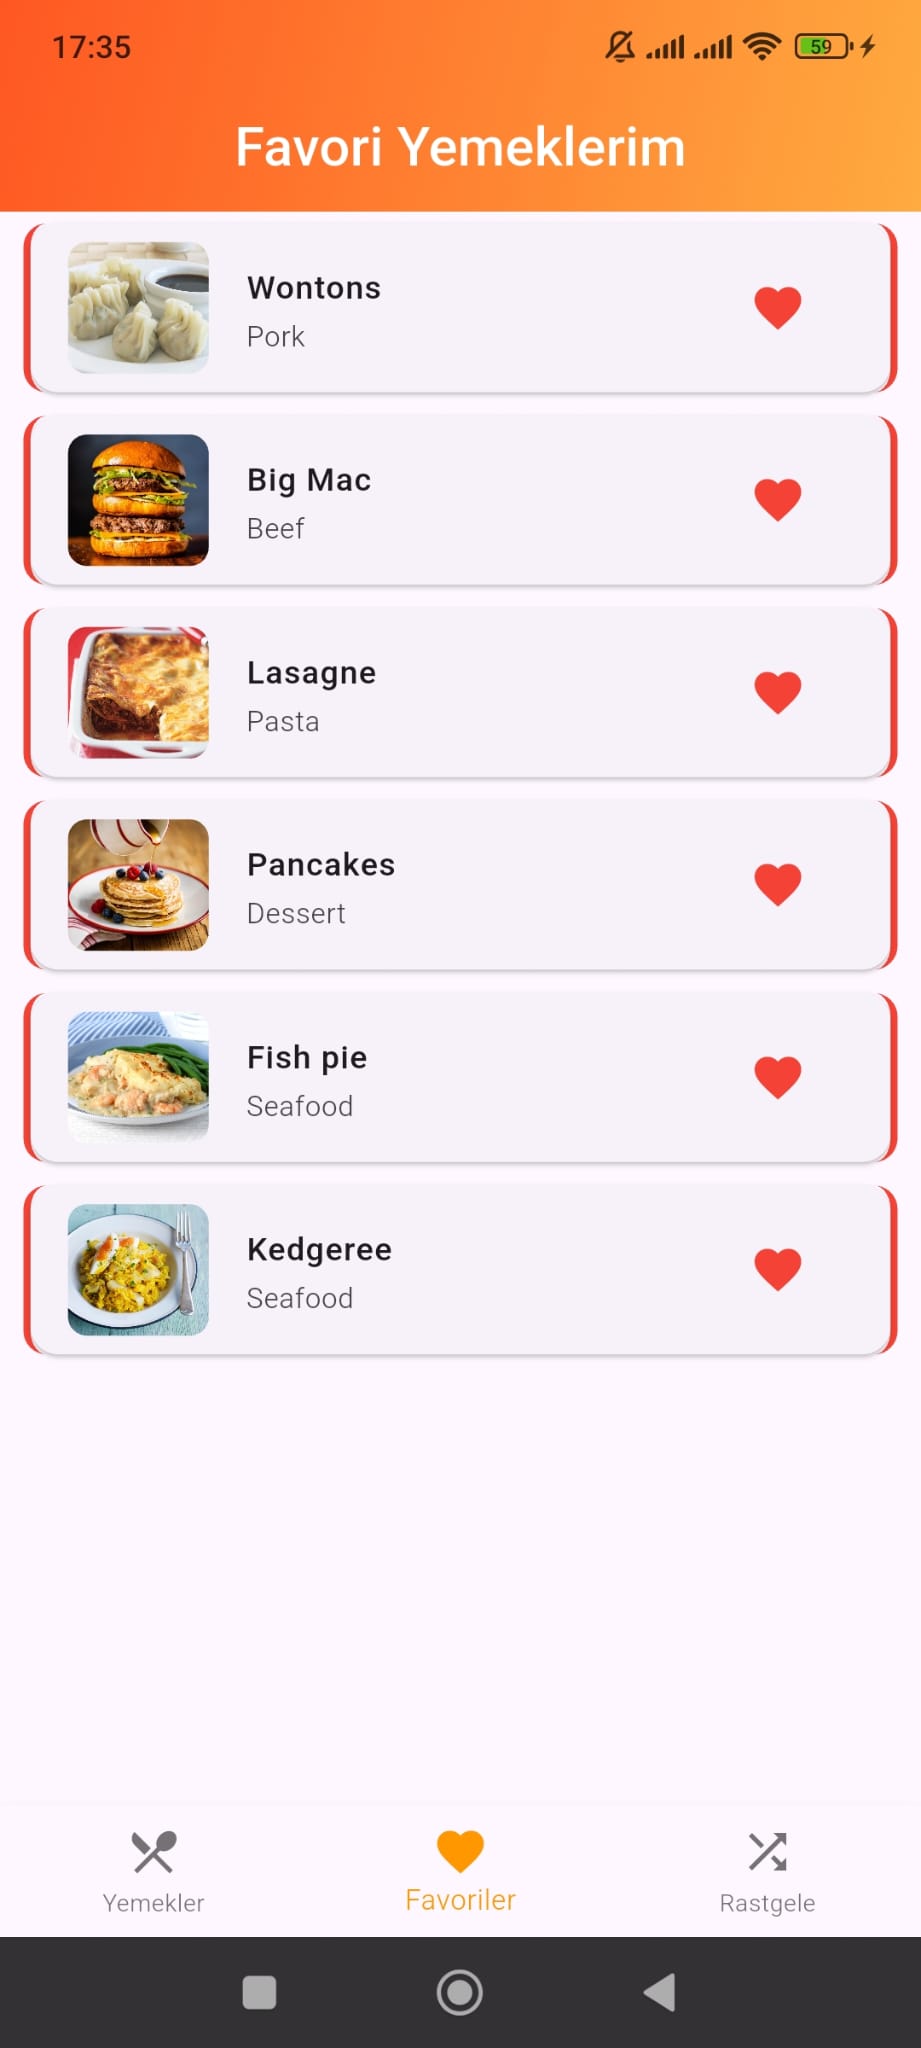 17:35
59
Favori Yemeklerim
Wontons
Pork
Big Mac
Beef
Lasagne
Pasta
Pancakes
Dessert
Fish pie
Seafood
Kedgeree
Seafood
Yemekler
Favoriler
Rastgele